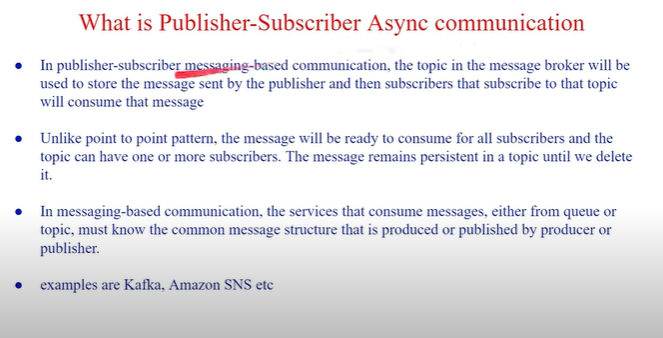 What is Publisher-Subscriber Async communication
● In publisher-subscriber messaging-based communication, the topic in the message broker will be
used to store the message sent by the publisher and then subscribers that subscribe to that topic
will consume that message
● Unlike point to point pattern, the message will be ready to consume for all subscribers and the
topic can have one or more subscribers. The message remains persistent in a topic until we delete
it.
● In messaging-based communication, the services that consume messages, either from queue or
topic, must know the common message structure that is produced or published by producer or
publisher.
● examples are Kafka, Amazon SNS etc